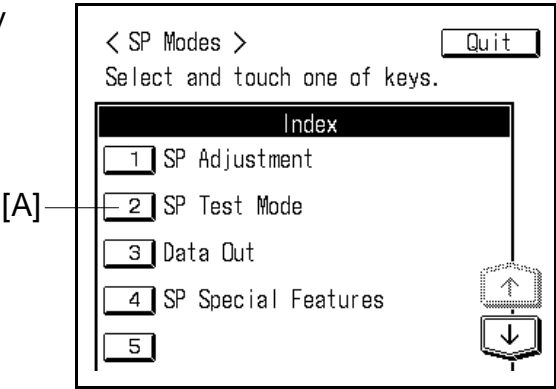 < SP Modes > Quit
Select and touch one of keys.
Index
1 SP Adjustment
[A] 2 SP Test Mode
3 Data Out
4 SP Special Features
↑
5 ↓